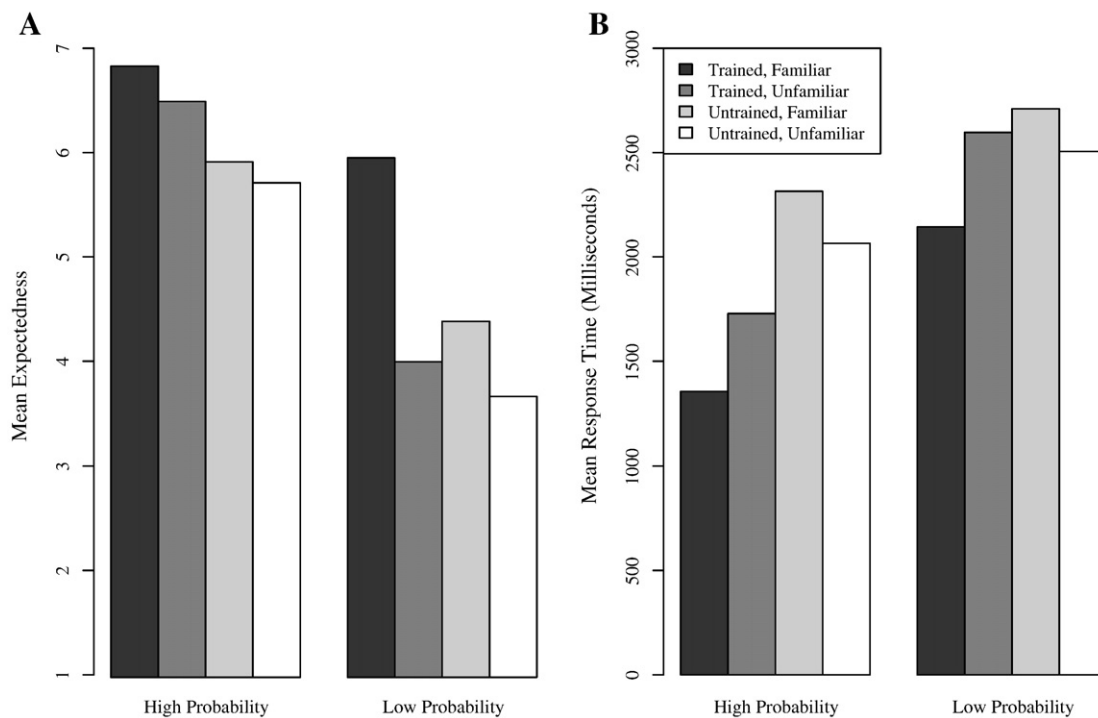 A
Mean Expectedness
7
6
5
4
3
2
1
High Probability
Low Probability
B
Mean Response Time (Milliseconds)
3000
2500
2000
1500
1000
500
0
Trained, Familiar
Trained, Unfamiliar
Untrained, Familiar
Untrained, Unfamiliar
High Probability
Low Probability